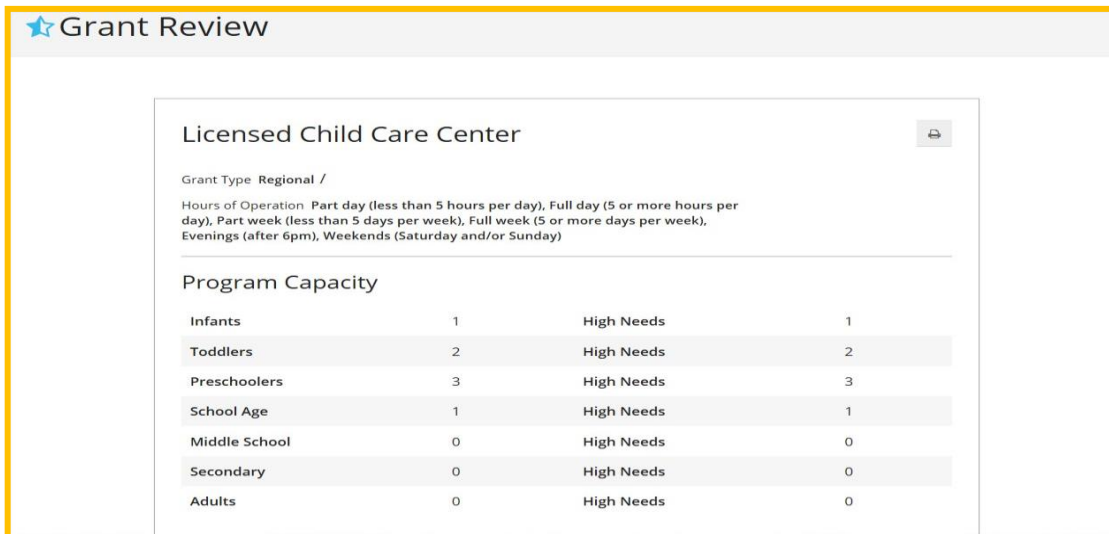 Grant Review
Licensed Child Care Center
Grant Type Regional /
Hours of Operation Part day (less than 5 hours per day), Full day (5 or more hours per
day), Part week (less than 5 days per week), Full week (5 or more days per week),
Evenings (after 6pm), Weekends (Saturday and/or Sunday)
Program Capacity
Infants 1 High Needs 1
Toddlers 2 High Needs 2
Preschoolers 3 High Needs 3
School Age 1 High Needs 1
Middle School 0 High Needs 0
Secondary 0 High Needs 0
Adults 0 High Needs 0